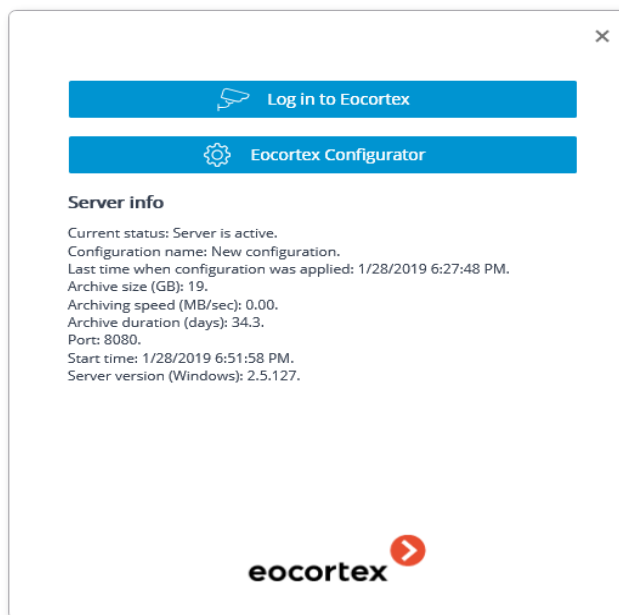 Log in to Eocortex
Eocortex Configurator
Server info
Current status: Server is active.
Configuration name: New configuration.
Last time when configuration was applied: 1/28/2019 6:27:48 PM.
Archive size (GB): 19.
Archiving speed (MB/sec): 0.00.
Archive duration (days): 34.3.
Port: 8080.
Start time: 1/28/2019 6:51:58 PM.
Server version (Windows): 2.5.127.
eocortex